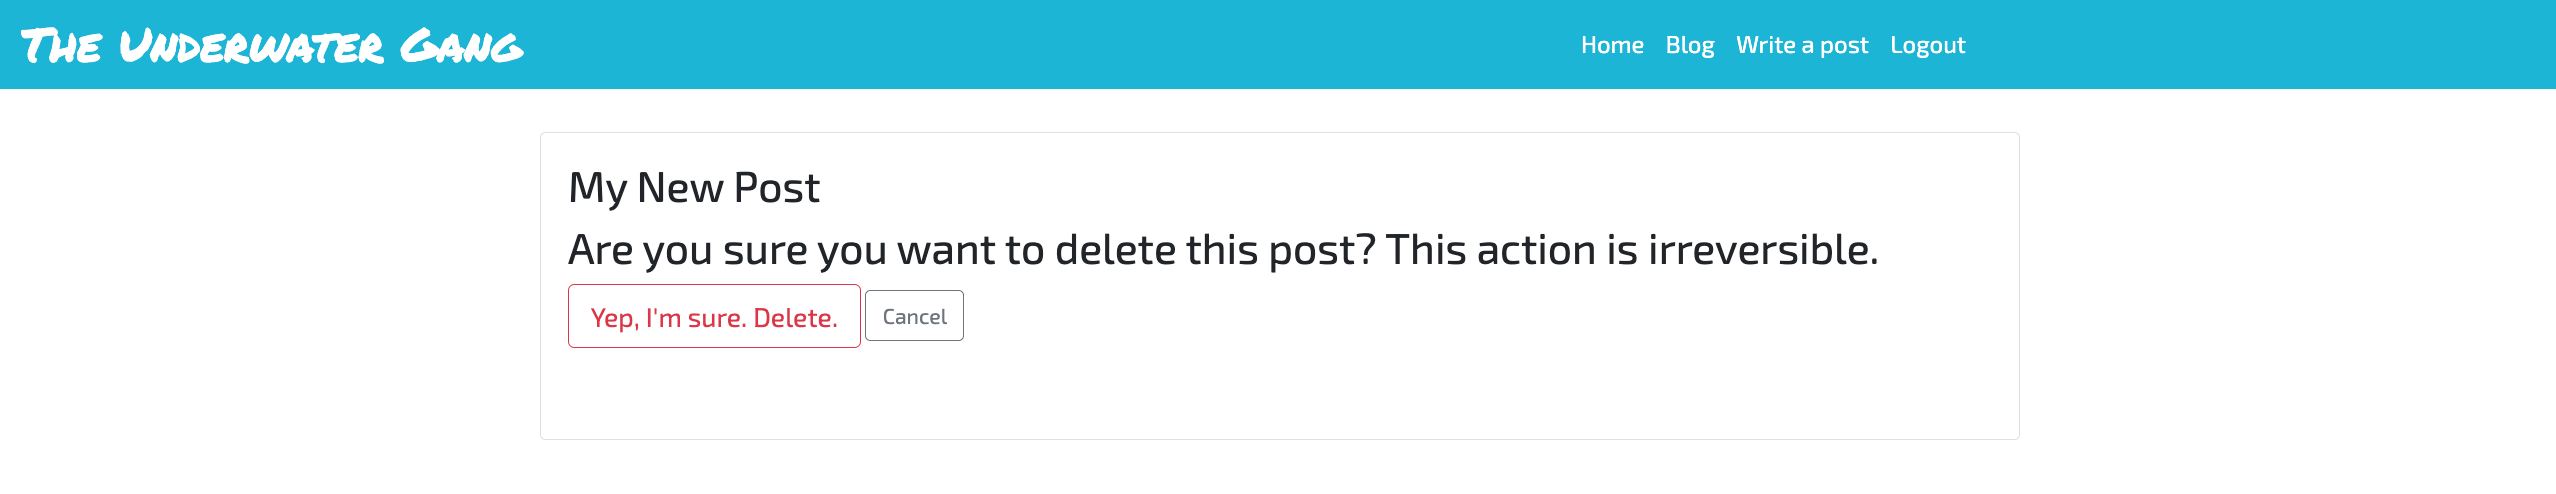 The Underwater Gang
Home Blog Write a post Logout
My New Post
Are you sure you want to delete this post? This action is irreversible.
Yep, I'm sure. Delete. Cancel